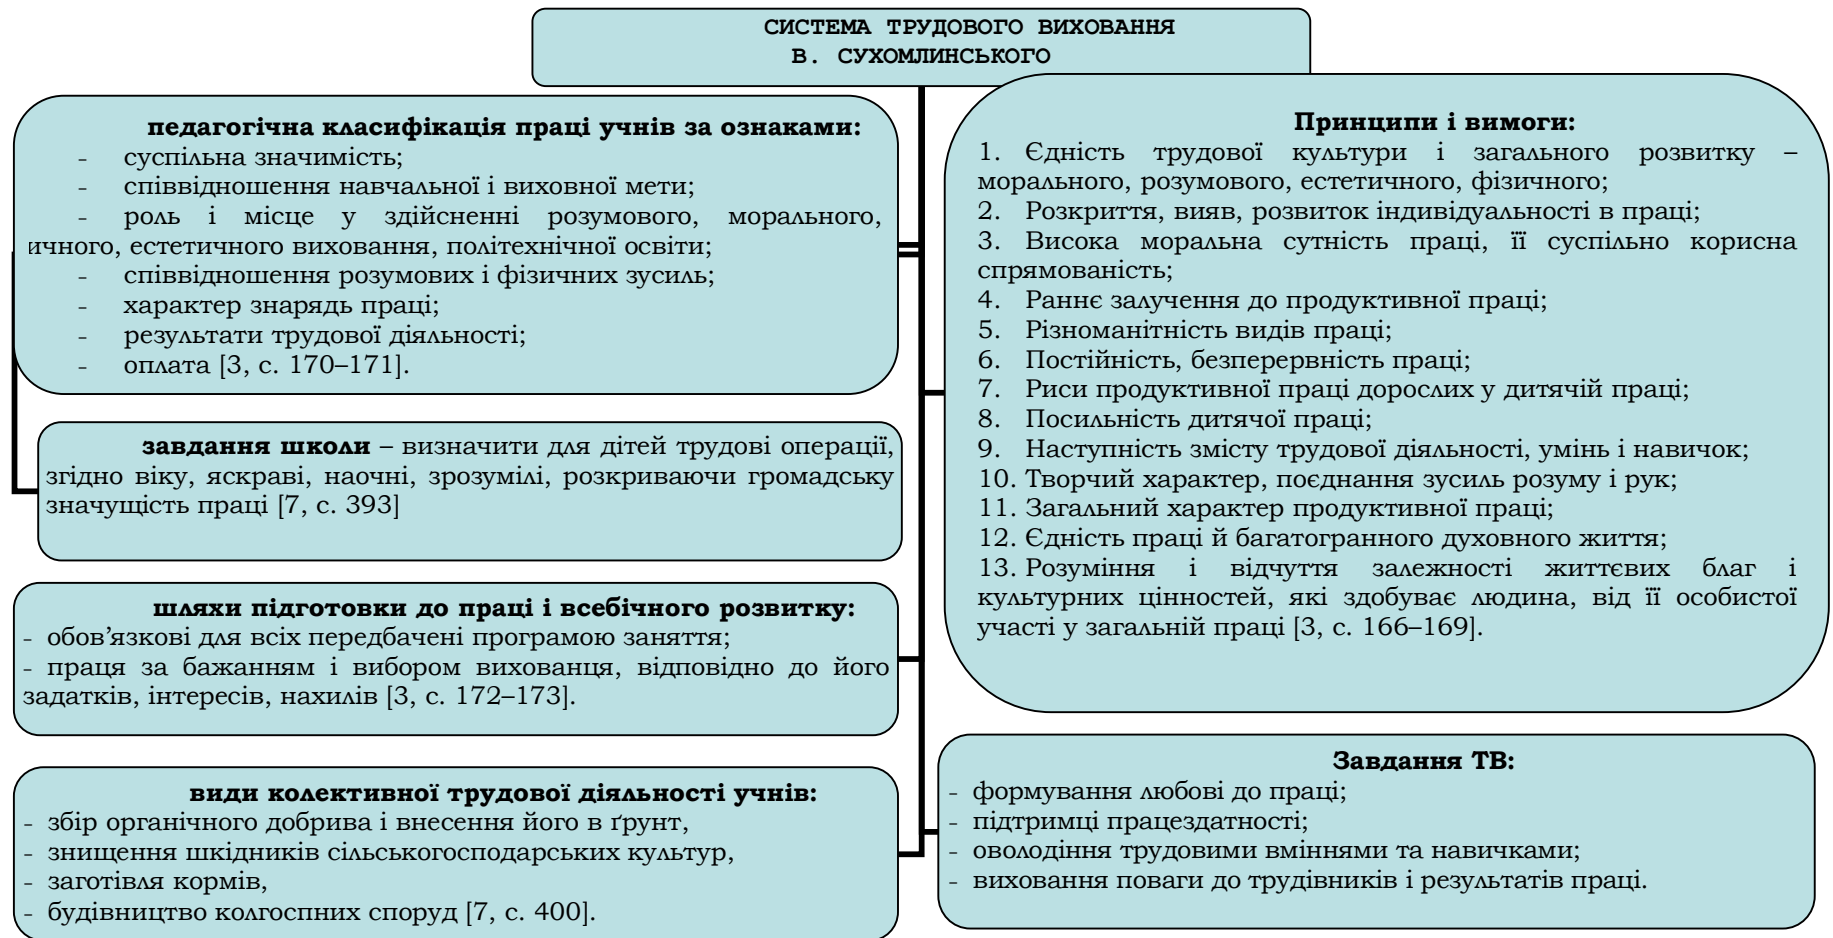 СИСТЕМА ТРУДОВОГО ВИХОВАННЯ
В. СУХОМЛИНСЬКОГО
педагогічна класифікація праці учнів за ознаками:
- суспільна значимість;
- співвідношення навчальної і виховної мети;
- роль і місце у здійсненні розумового, морального,
ичного, естетичного виховання, політехнічної освіти;
- співвідношення розумових і фізичних зусиль;
- характер знарядь праці;
- результати трудової діяльності;
- оплата [3, с. 170–171].
завдання школи – визначити для дітей трудові операції,
згідно віку, яскраві, наочні, зрозумілі, розкриваючи громадську
значущість праці [7, с. 393]
шляхи підготовки до праці і всебічного розвитку:
- обов’язкові для всіх передбачені програмою заняття;
- праця за бажанням і вибором вихованця, відповідно до його
задатків, інтересів, нахилів [3, с. 172–173].
види колективної трудової діяльності учнів:
- збір органічного добрива і внесення його в ґрунт,
- знищення шкідників сільськогосподарських культур,
- заготівля кормів,
- будівництво колгоспних споруд [7, с. 400].
Принципи і вимоги:
1. Єдність трудової культури і загального розвитку –
морального, розумового, естетичного, фізичного;
2. Розкриття, вияв, розвиток індивідуальності в праці;
3. Висока моральна сутність праці, її суспільно корисна
спрямованість;
4. Раннє залучення до продуктивної праці;
5. Різноманітність видів праці;
6. Постійність, безперервність праці;
7. Риси продуктивної праці дорослих у дитячій праці;
8. Посильність дитячої праці;
9. Наступність змісту трудової діяльності, умінь і навичок;
10. Творчий характер, поєднання зусиль розуму і рук;
11. Загальний характер продуктивної праці;
12. Єдність праці й багатогранного духовного життя;
13. Розуміння і відчуття залежності життєвих благ і
культурних цінностей, які здобуває людина, від її особистої
участі у загальній праці [3, с. 166–169].
Завдання ТВ:
- формування любові до праці;
- підтримці працездатності;
- оволодіння трудовими вміннями та навичками;
- виховання поваги до трудівників і результатів праці.